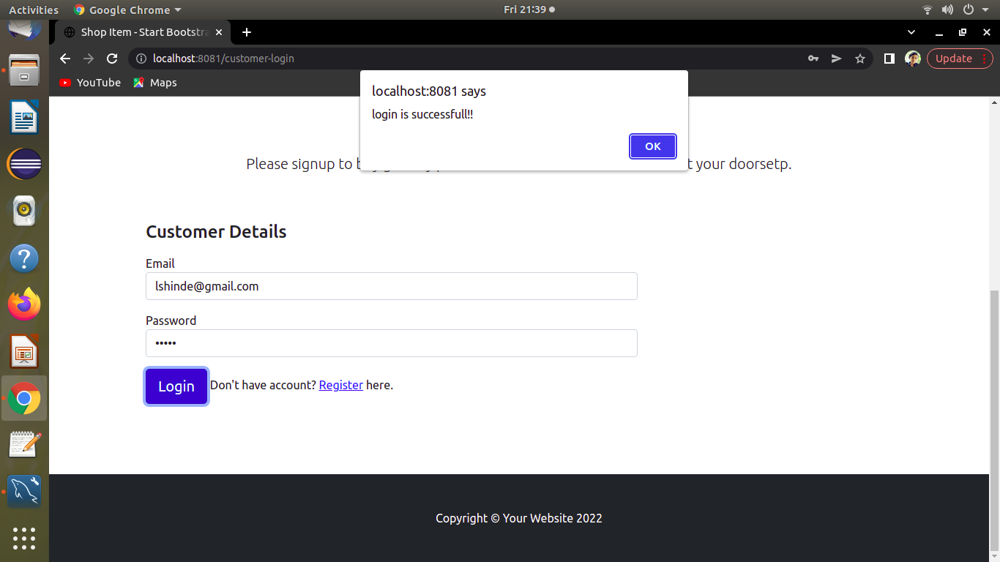 Activities Google Chrome Fri 21:39
Shop Item - Start Bootstra
localhost:8081/customer-login Update
YouTube Maps
localhost:8081 says
login is successfull!!
OK
Please signup to t your doorsetp.
Customer Details
Email
lshinde@gmail.com
Password
•••••
Login Don't have account? Register here.
Copyright © Your Website 2022